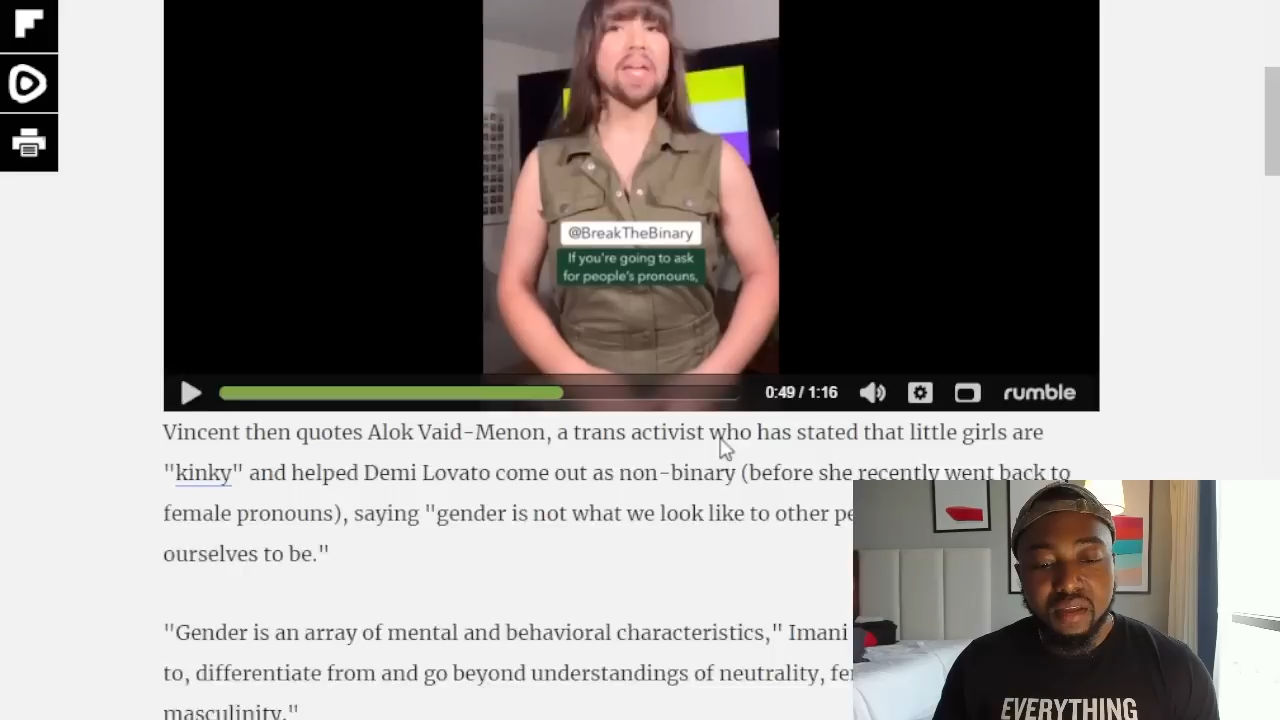 @BreakTheBinary
If you're going to ask
for people's pronouns,
0:49 / 1:16
rumble
Vincent then quotes Alok Vaid-Menon, a trans activist who has stated that little girls are
"kinky" and helped Demi Lovato come out as non-binary (before she recently went back to
female pronouns), saying "gender is not what we look like to other
ourselves to be."
"Gender is an array of mental and behavioral characteristics," Imani
to, differentiate from and go beyond understandings of neutrality,
masculinity."
EVERYTHING